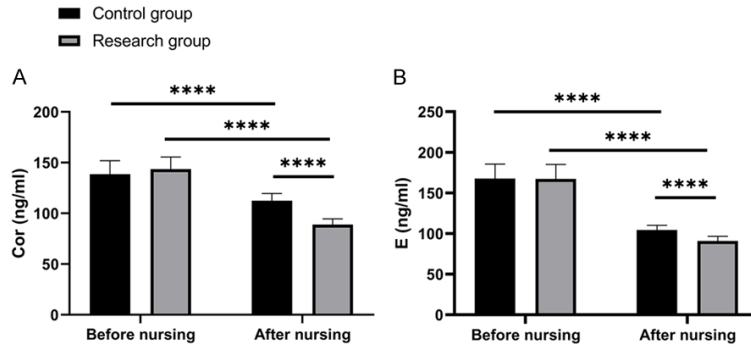 Control group
Research group
A
Cor (ng/ml)
200
150
100
50
0
****
****
****
Before nursing
After nursing
B
E (ng/ml)
250
200
150
100
50
0
****
****
****
Before nursing
After nursing